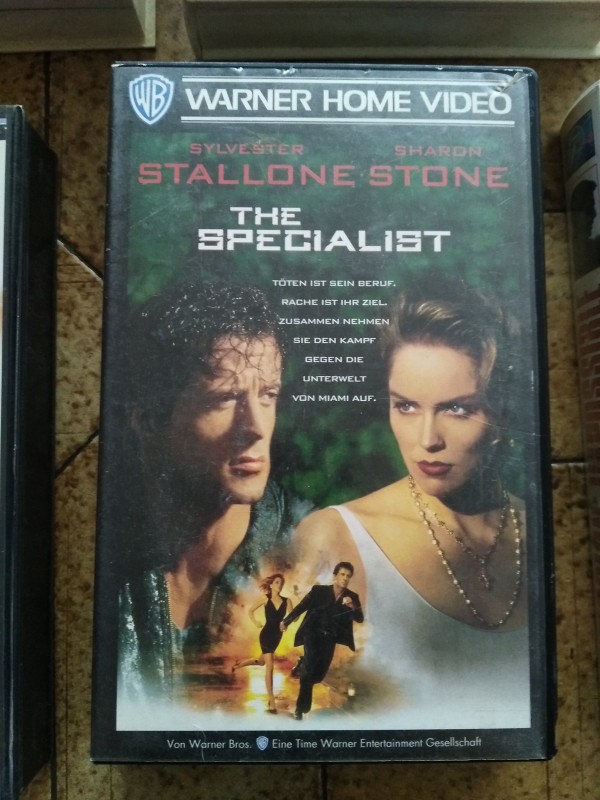 WB WARNER HOME VIDEO
SYLVESTER SHARON
STALLONE STONE
THE
SPECIALIST
TÖTEN IST SEIN BERUF.
RACHE IST IHR ZIEL.
ZUSAMMEN NEHMEN
SIE DEN KAMPF
GEGEN DIE
UNTERWELT
VON MIAMI AUF.
Von Warner Bros. Eine Time Warner Entertainment Gesellschaft